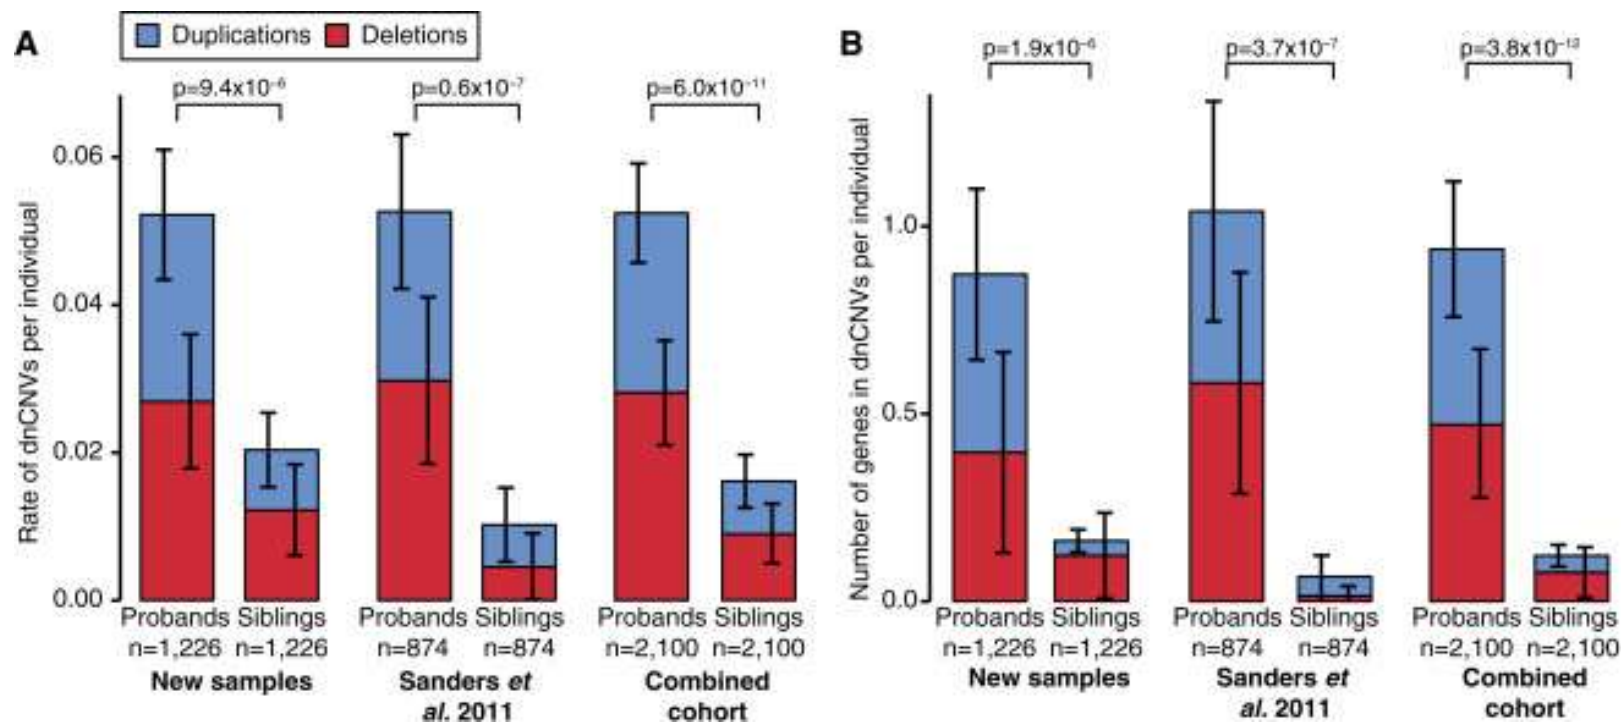 A
Duplications Deletions
p=9.4x10⁻⁶
p=0.6x10⁻⁷
p=6.0x10⁻¹¹
Rate of dnCNVs per individual
0.06
0.04
0.02
0.00
Probands Siblings Probands Siblings Probands Siblings
n=1,226 n=1,226 n=874 n=874 n=2,100 n=2,100
New samples Sanders et Combined
al. 2011 cohort
B
p=1.9x10⁻⁶
p=3.7x10⁻⁷
p=3.8x10⁻¹²
Number of genes in dnCNVs per individual
1.0
0.5
0.0
Probands Siblings Probands Siblings Probands Siblings
n=1,226 n=1,226 n=874 n=874 n=2,100 n=2,100
New samples Sanders et Combined
al. 2011 cohort